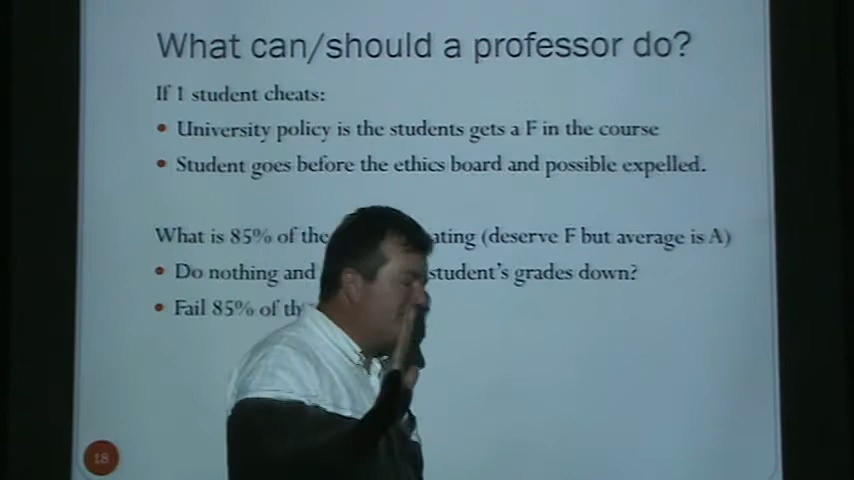 What can/should a professor do?
If 1 student cheats:
University policy is the students gets a F in the course
Student goes before the ethics board and possible expelled.
What is 85% of the ating (deserve F but average is A)
Do nothing and student's grades down?
Fail 85% of th
18